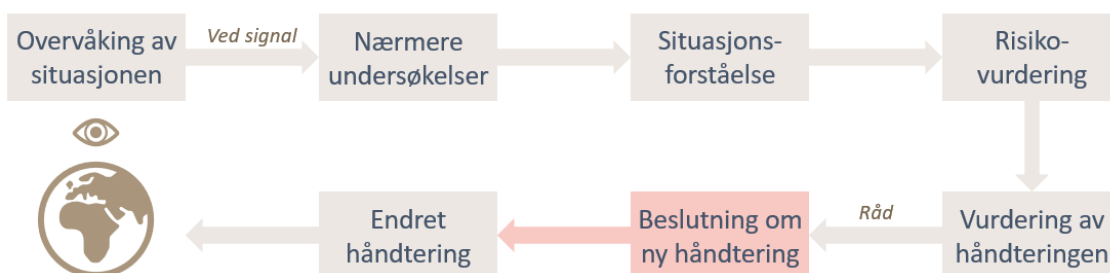 Overvåking av
situasjonen
Ved signal
Nærmere
undersøkelser
Situasjons-
forståelse
Risiko-
vurdering
Endret
håndtering
Beslutning om
ny håndtering
Råd
Vurdering av
håndteringen